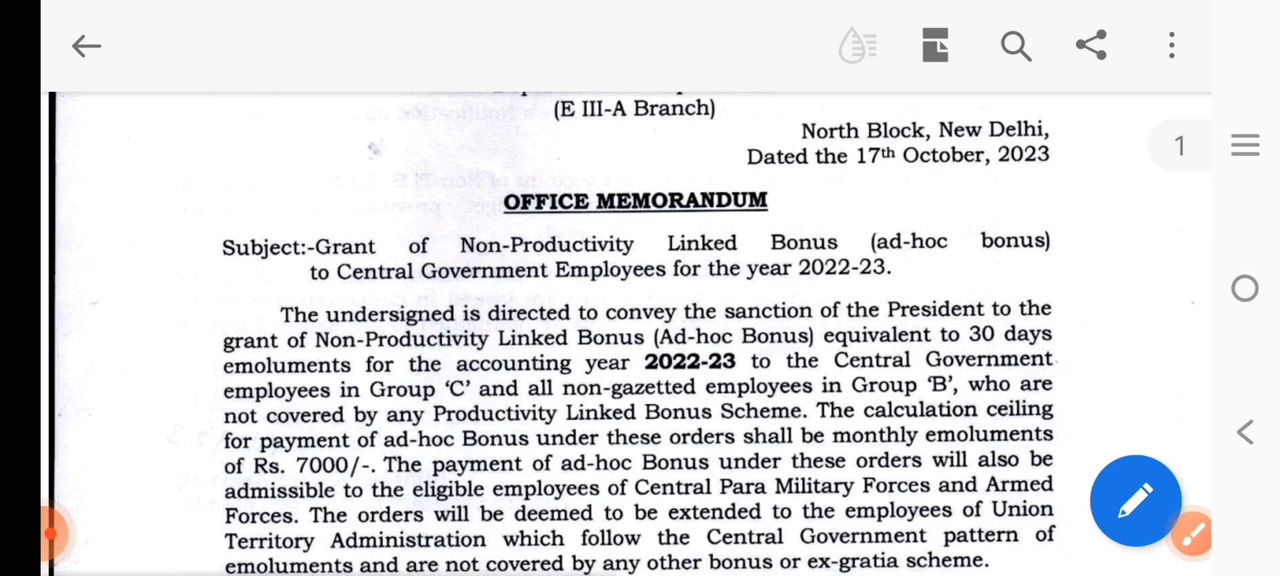 (E III-A Branch)
North Block, New Delhi,
Dated the 17th October, 2023
1
OFFICE MEMORANDUM
Subject:-Grant of Non-Productivity Linked Bonus (ad-hoc bonus)
to Central Government Employees for the year 2022-23.
The undersigned is directed to convey the sanction of the President to the
grant of Non-Productivity Linked Bonus (Ad-hoc Bonus) equivalent to 30 days
emoluments for the accounting year 2022-23 to the Central Government
employees in Group ‘C’ and all non-gazetted employees in Group ‘B’, who are
not covered by any Productivity Linked Bonus Scheme. The calculation ceiling
for payment of ad-hoc Bonus under these orders shall be monthly emoluments
of Rs. 7000/-. The payment of ad-hoc Bonus under these orders will also be
admissible to the eligible employees of Central Para Military Forces and Armed
Forces. The orders will be deemed to be extended to the employees of Union
Territory Administration which follow the Central Government pattern of
emoluments and are not covered by any other bonus or ex-gratia scheme.